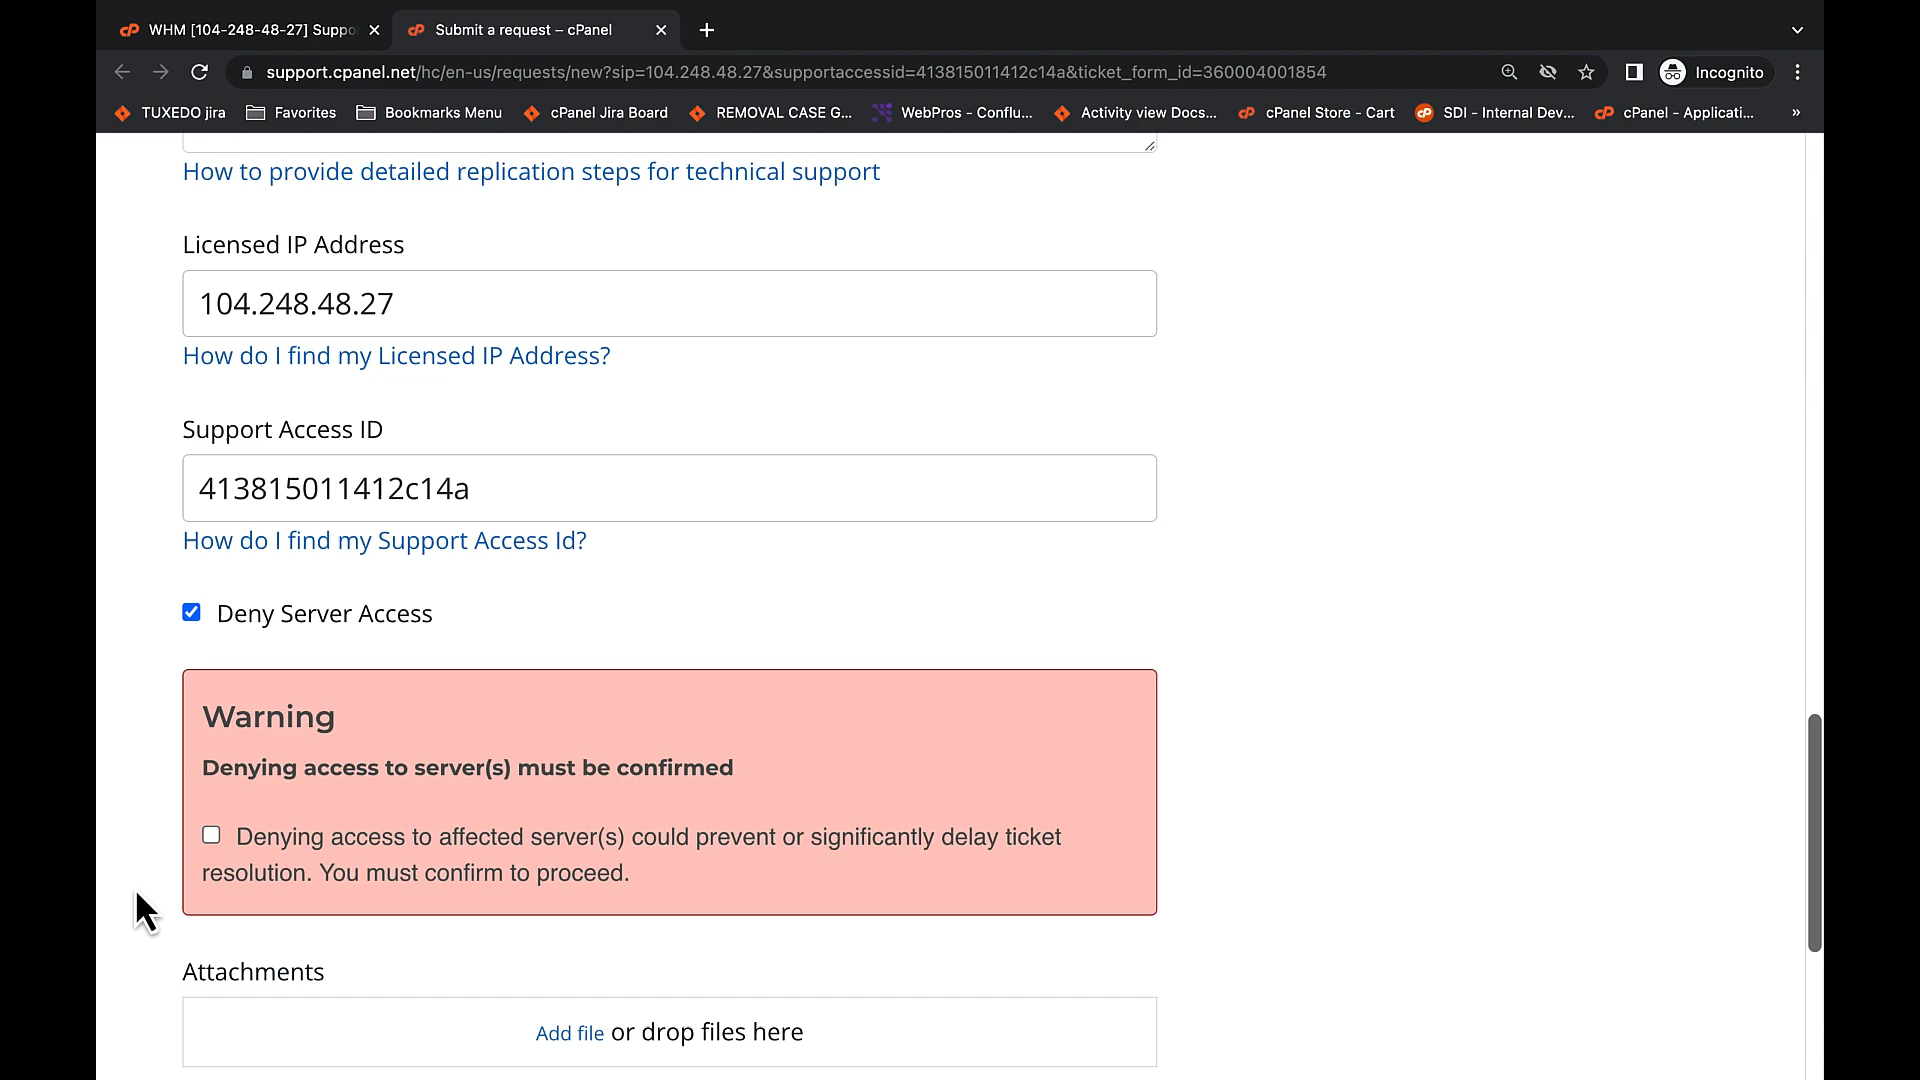 WHM [104-248-48-27] Suppo
Submit a request – cPanel
support.cpanel.net/hc/en-us/requests/new?sip=104.248.48.27&supportaccessid=413815011412c14a&ticket_form_id=360004001854
Incognito
TUXEDO jira
Favorites
Bookmarks Menu
cPanel Jira Board
REMOVAL CASE G...
WebPros - Conflu...
Activity view Docs...
cPanel Store - Cart
SDI - Internal Dev...
cPanel - Applicati...
»
How to provide detailed replication steps for technical support
Licensed IP Address
104.248.48.27
How do I find my Licensed IP Address?
Support Access ID
413815011412c14a
How do I find my Support Access Id?
Deny Server Access
Warning
Denying access to server(s) must be confirmed
Denying access to affected server(s) could prevent or significantly delay ticket
resolution. You must confirm to proceed.
Attachments
Add file or drop files here